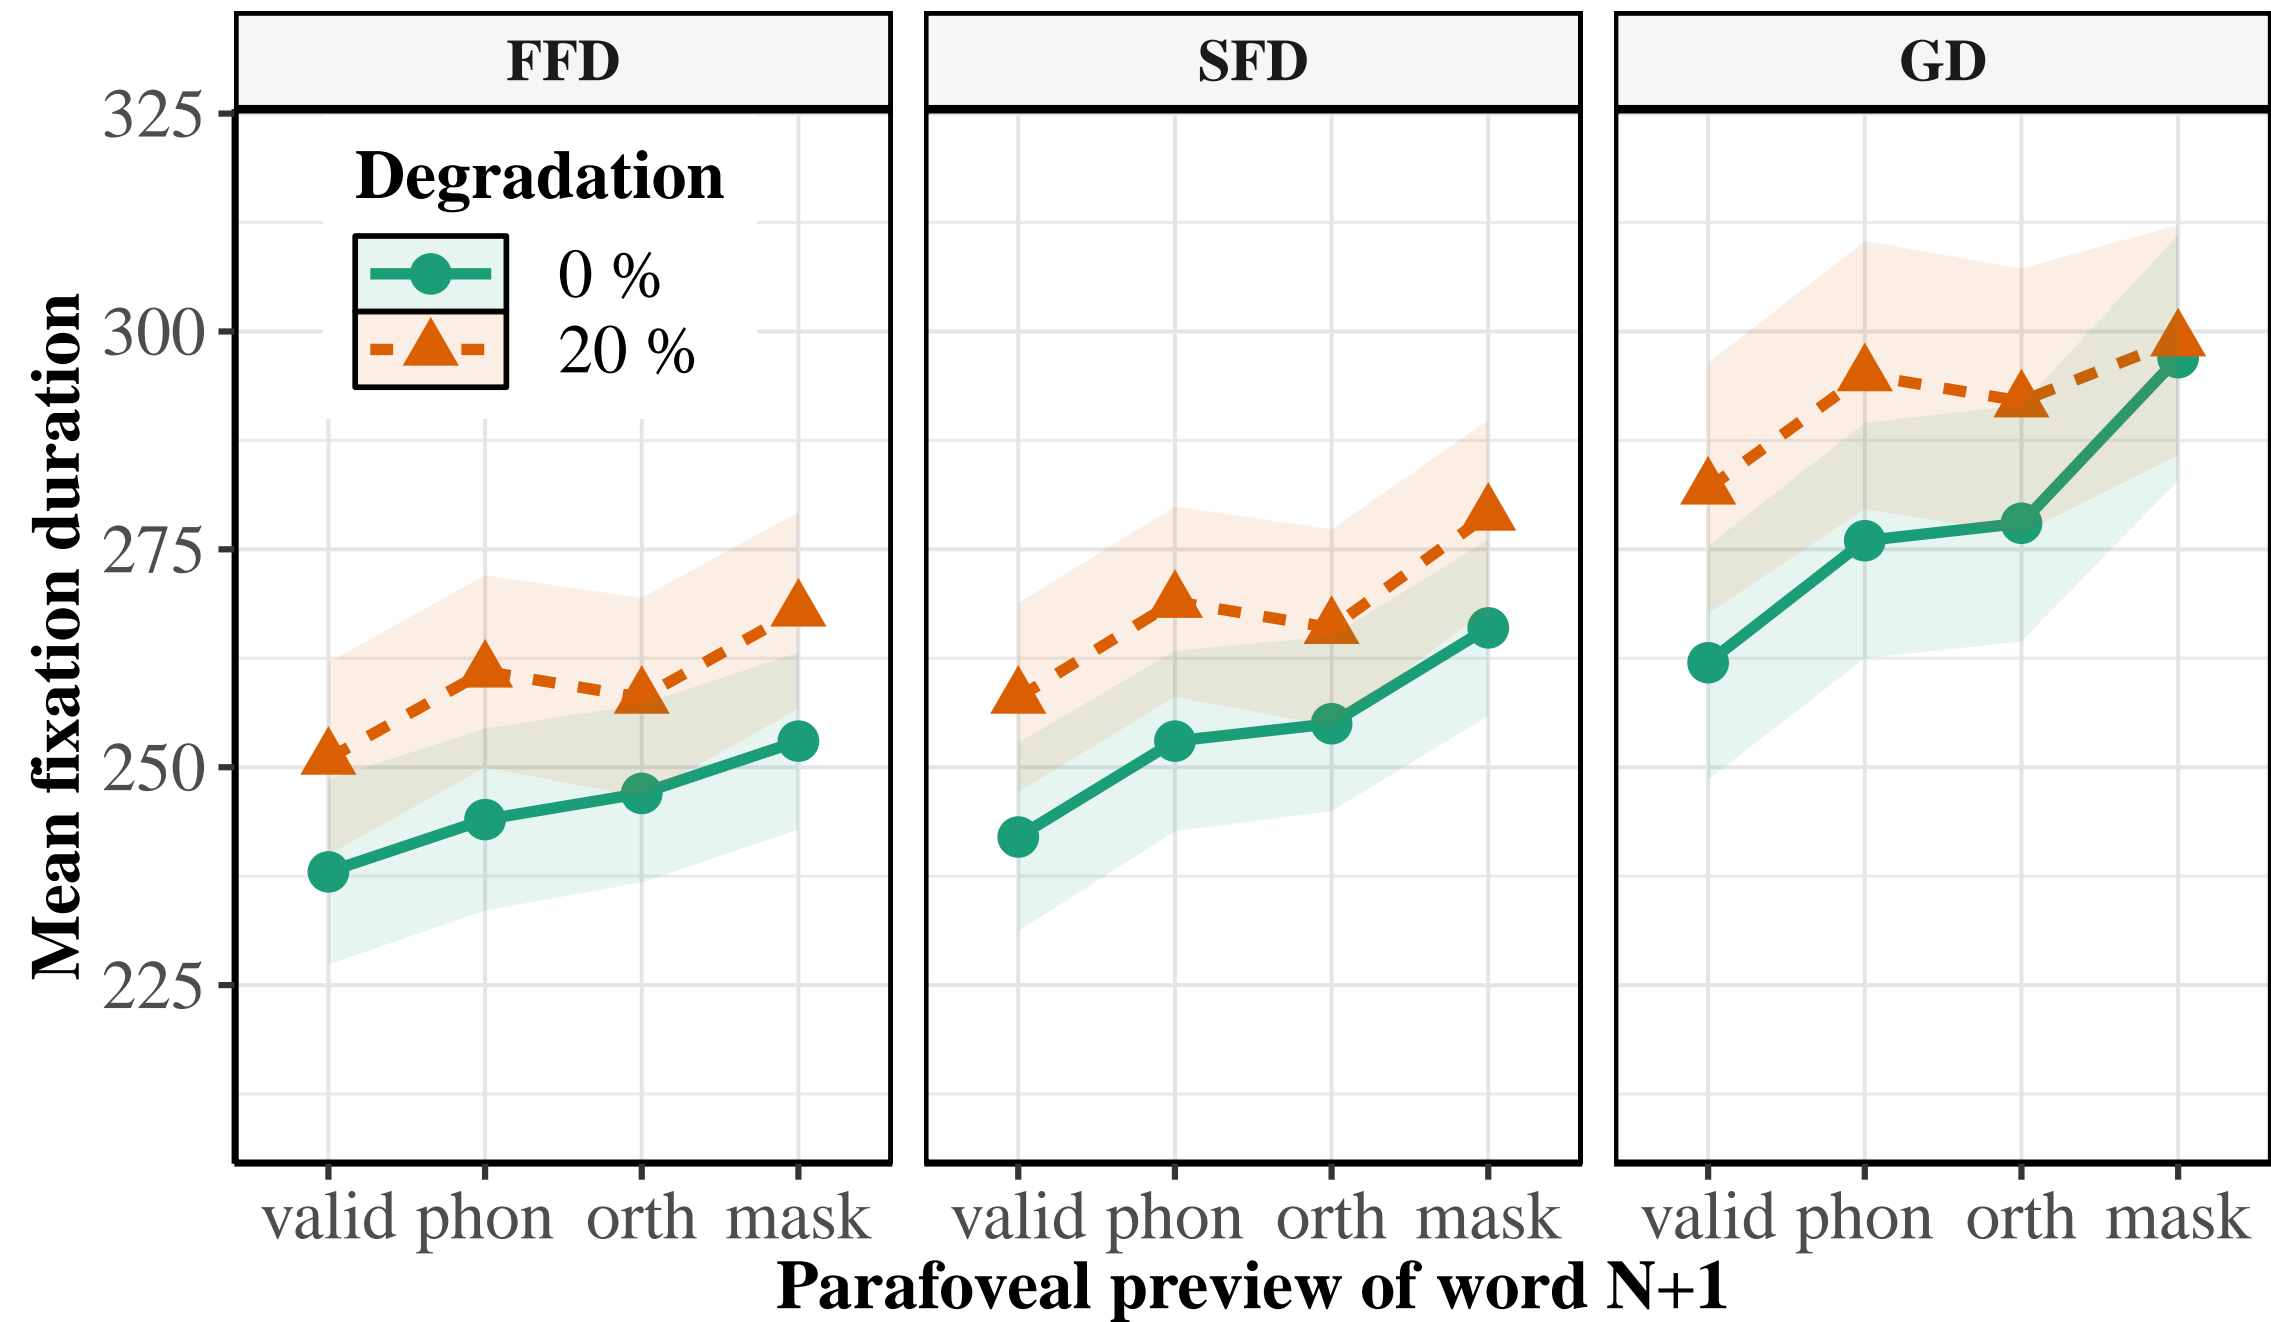 FFD SFD GD
325
300
275
250
225
Mean fixation duration
Degradation
0 %
20 %
valid phon orth mask valid phon orth mask valid phon orth mask
Parafoveal preview of word N+1